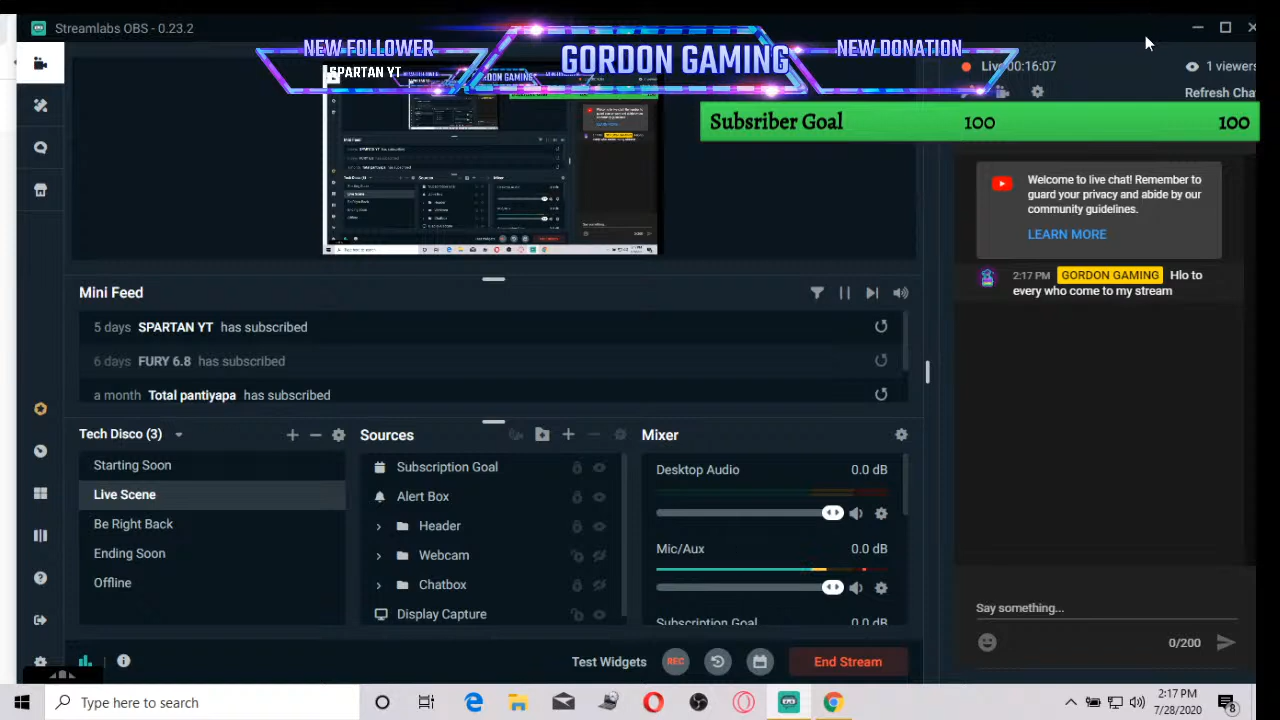 Streamlabs OBS - 0.23.2
NEW FOLLOWER
GORDON GAMING
NEW DONATION
SPARTAN YT
Live 00:16:07
1 viewers
Refresh Cha
Subsriber Goal
100
100
Welcome to live chat! Remember to
guard your privacy and abide by our
community guidelines.
LEARN MORE
2:17 PM GORDON GAMING Hlo to
every who come to my stream
Mini Feed
5 days SPARTAN YT has subscribed
6 days FURY 6.8 has subscribed
a month Total pantiyapa has subscribed
Tech Disco (3)
Starting Soon
Live Scene
Be Right Back
Ending Soon
Offline
Sources
Subscription Goal
Alert Box
Header
Webcam
Chatbox
Display Capture
Mixer
Desktop Audio 0.0 dB
Mic/Aux 0.0 dB
Subscription Goal 0.0 dB
Say something...
0/200
Test Widgets
REC
End Stream
Type here to search
2:17 PM
7/28/2020
8